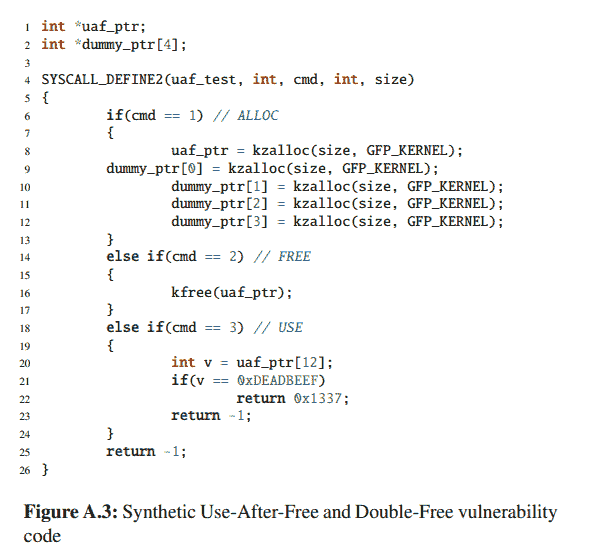 1 int *uaf_ptr;
2 int *dummy_ptr[4];
3
4 SYSCALL_DEFINE2(uaf_test, int, cmd, int, size)
5 {
6 if(cmd == 1) // ALLOC
7 {
8 uaf_ptr = kzalloc(size, GFP_KERNEL);
9 dummy_ptr[0] = kzalloc(size, GFP_KERNEL);
10 dummy_ptr[1] = kzalloc(size, GFP_KERNEL);
11 dummy_ptr[2] = kzalloc(size, GFP_KERNEL);
12 dummy_ptr[3] = kzalloc(size, GFP_KERNEL);
13 }
14 else if(cmd == 2) // FREE
15 {
16 kfree(uaf_ptr);
17 }
18 else if(cmd == 3) // USE
19 {
20 int v = uaf_ptr[12];
21 if(v == 0xDEADBEEF)
22 return 0x1337;
23 return -1;
24 }
25 return -1;
26 }
Figure A.3: Synthetic Use-After-Free and Double-Free vulnerability
code